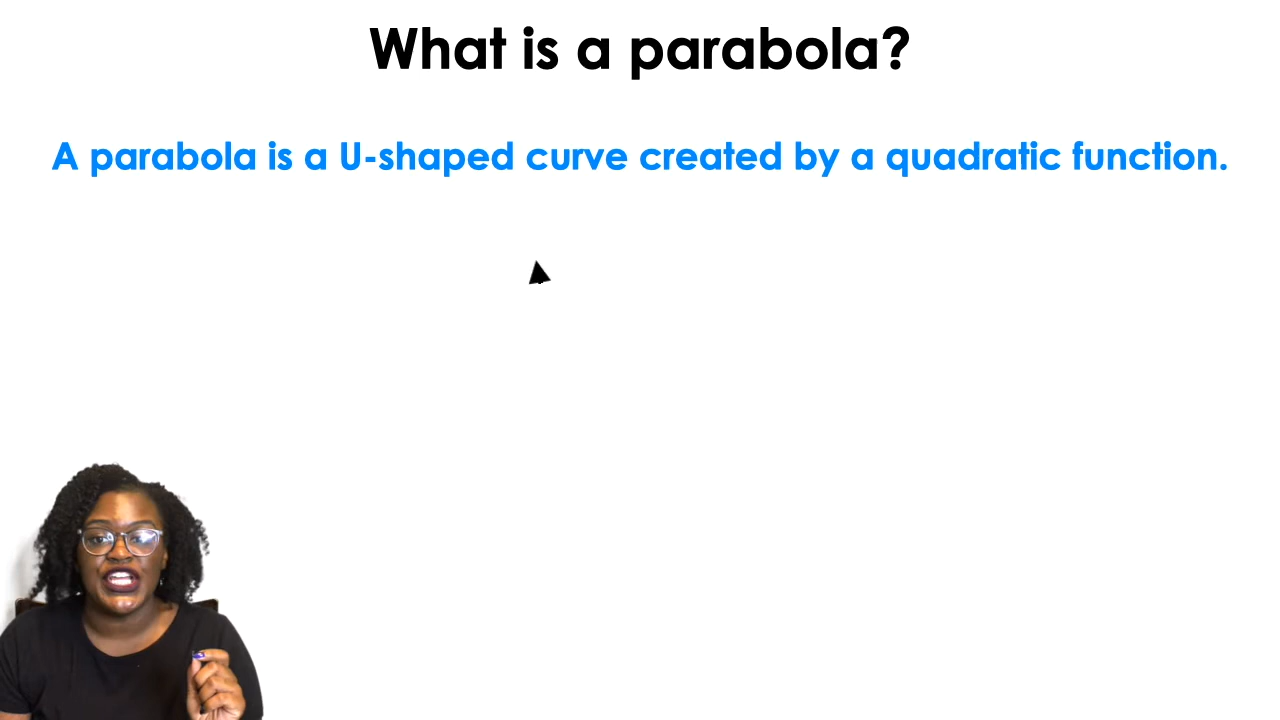 What is a parabola?
A parabola is a U-shaped curve created by a quadratic function.